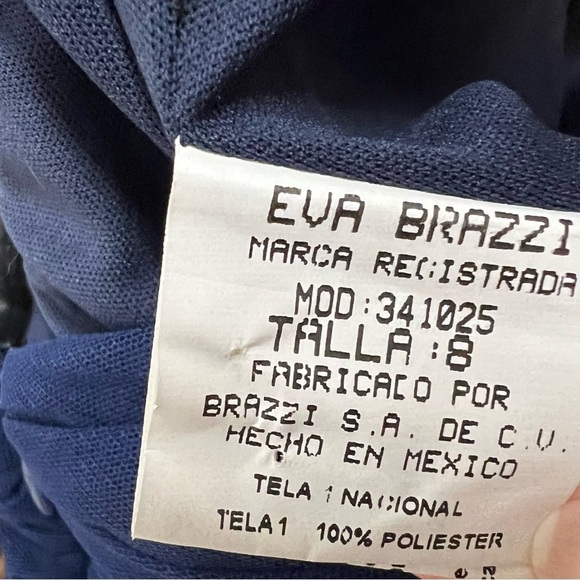 EVA BRAZZI
MARCA REGISTRADA
MOD:341025
TALLA :8
FABRICADO POR
BRAZZI S.A. DE C.V.
HECHO EN MEXICO
TELA 1 NACIONAL
TELA1 100% POLIESTER